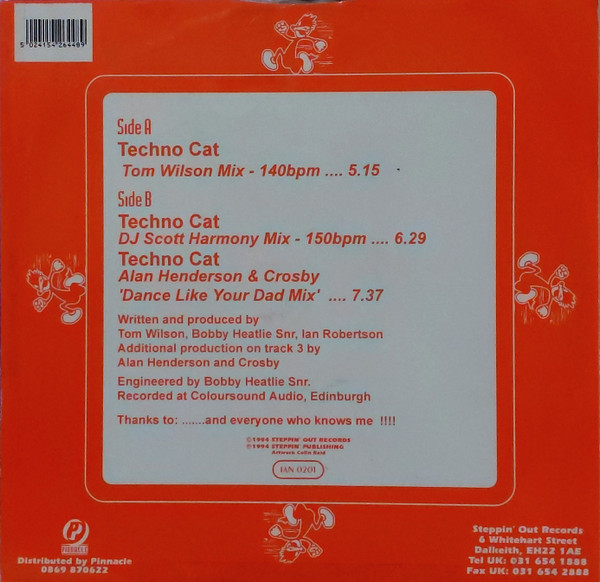 5 024154 264489
Side A
Techno Cat
Tom Wilson Mix - 140bpm .... 5.15
Side B
Techno Cat
DJ Scott Harmony Mix - 150bpm .... 6.29
Techno Cat
Alan Henderson & Crosby
'Dance Like Your Dad Mix' .... 7.37
Written and produced by
Tom Wilson, Bobby Heatlie Snr, Ian Robertson
Additional production on track 3 by
Alan Henderson and Crosby
Engineered by Bobby Heatlie Snr.
Recorded at Coloursound Audio, Edinburgh
Thanks to: .......and everyone who knows me !!!!
©1994 STEPPIN' OUT RECORDS
℗1994 STEPPIN' PUBLISHING
Artwork Colin Reid
IAN 0201
P
PINNACLE
Distributed by Pinnacle
0869 870622
Steppin' Out Records
6 Whitehart Street
Dalkeith, EH22 1AE
Tel UK: 031 654 1888
Fax UK: 031 654 2888